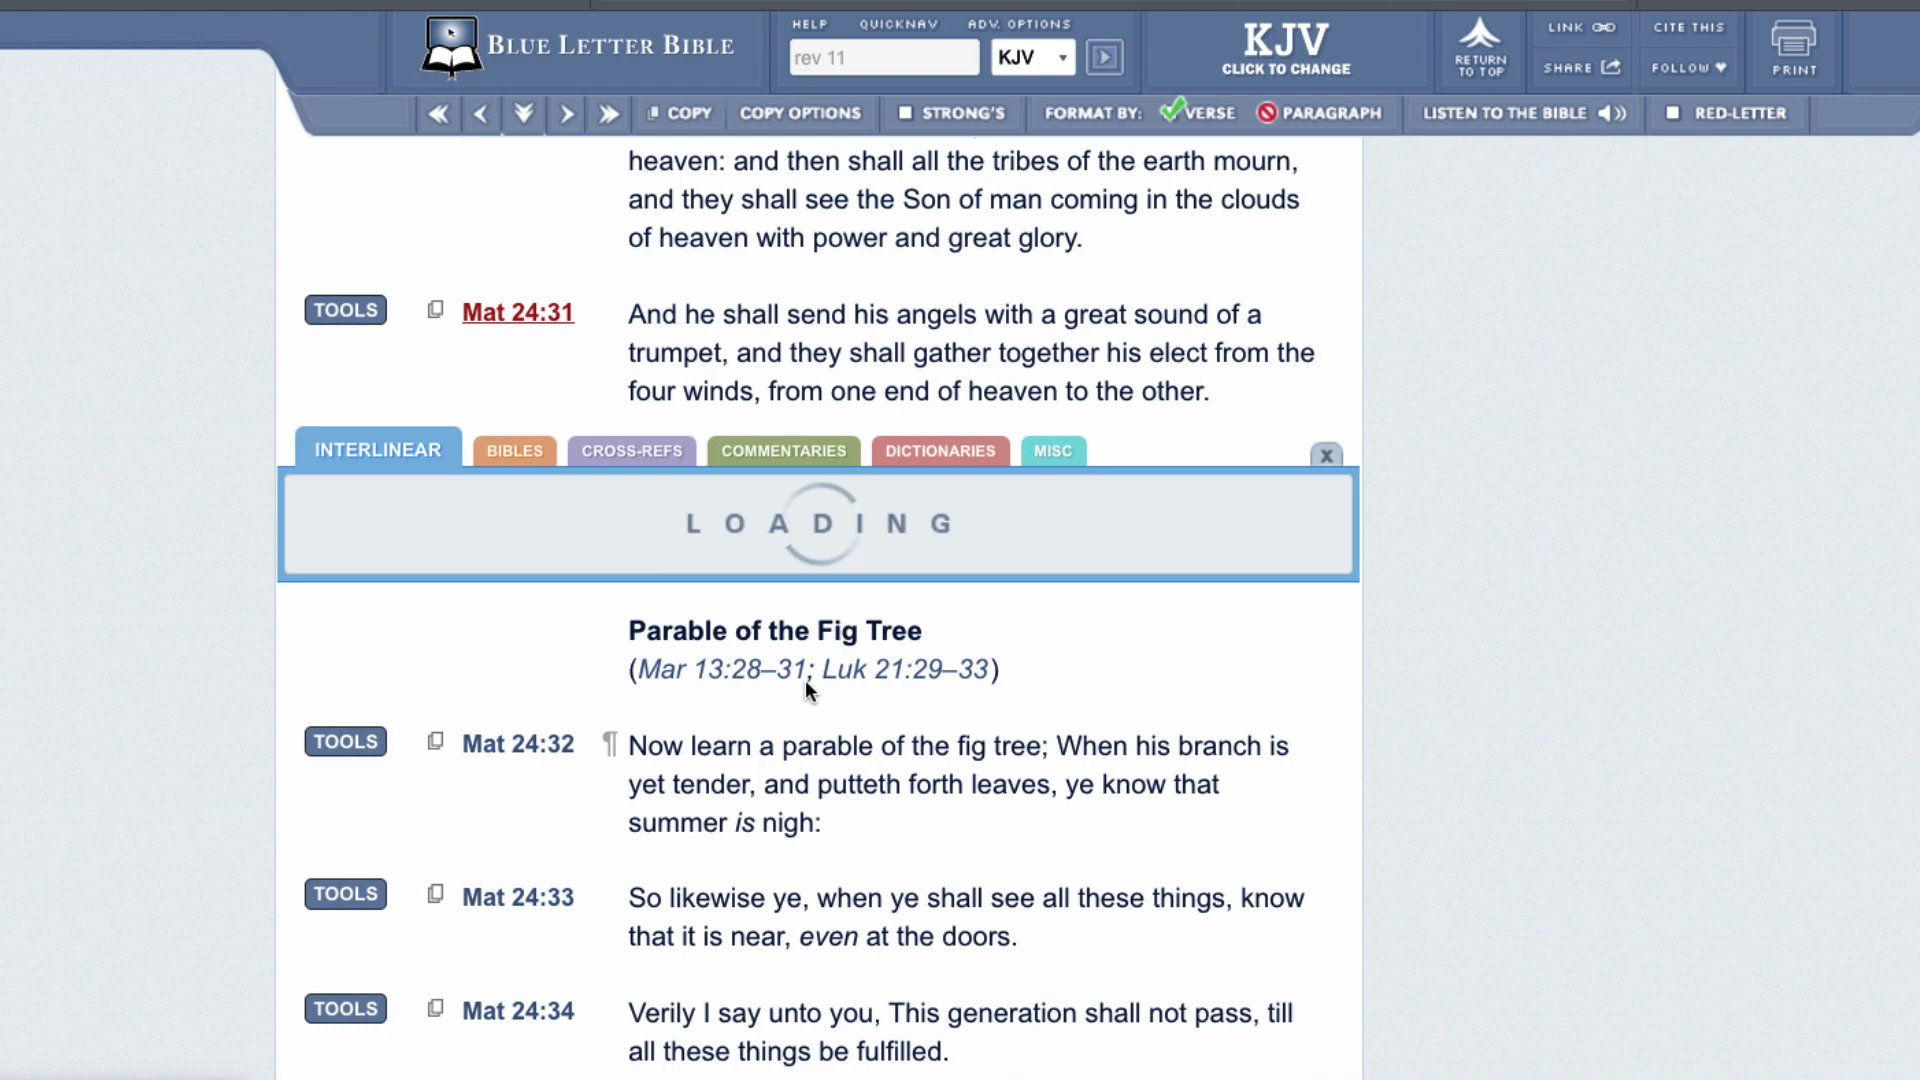 HELP QUICKNAV ADV. OPTIONS
BLUE LETTER BIBLE
rev 11
KJV
KJV
CLICK TO CHANGE
RETURN
TO TOP
LINK
SHARE
CITE THIS
FOLLOW
PRINT
COPY COPY OPTIONS STRONG'S FORMAT BY: VERSE PARAGRAPH LISTEN TO THE BIBLE RED-LETTER
heaven: and then shall all the tribes of the earth mourn,
and they shall see the Son of man coming in the clouds
of heaven with power and great glory.
TOOLS Mat 24:31 And he shall send his angels with a great sound of a
trumpet, and they shall gather together his elect from the
four winds, from one end of heaven to the other.
INTERLINEAR BIBLES CROSS-REFS COMMENTARIES DICTIONARIES MISC X
LOADING
Parable of the Fig Tree
(Mar 13:28–31; Luk 21:29–33)
TOOLS Mat 24:32 ¶ Now learn a parable of the fig tree; When his branch is
yet tender, and putteth forth leaves, ye know that
summer is nigh:
TOOLS Mat 24:33 So likewise ye, when ye shall see all these things, know
that it is near, even at the doors.
TOOLS Mat 24:34 Verily I say unto you, This generation shall not pass, till
all these things be fulfilled.